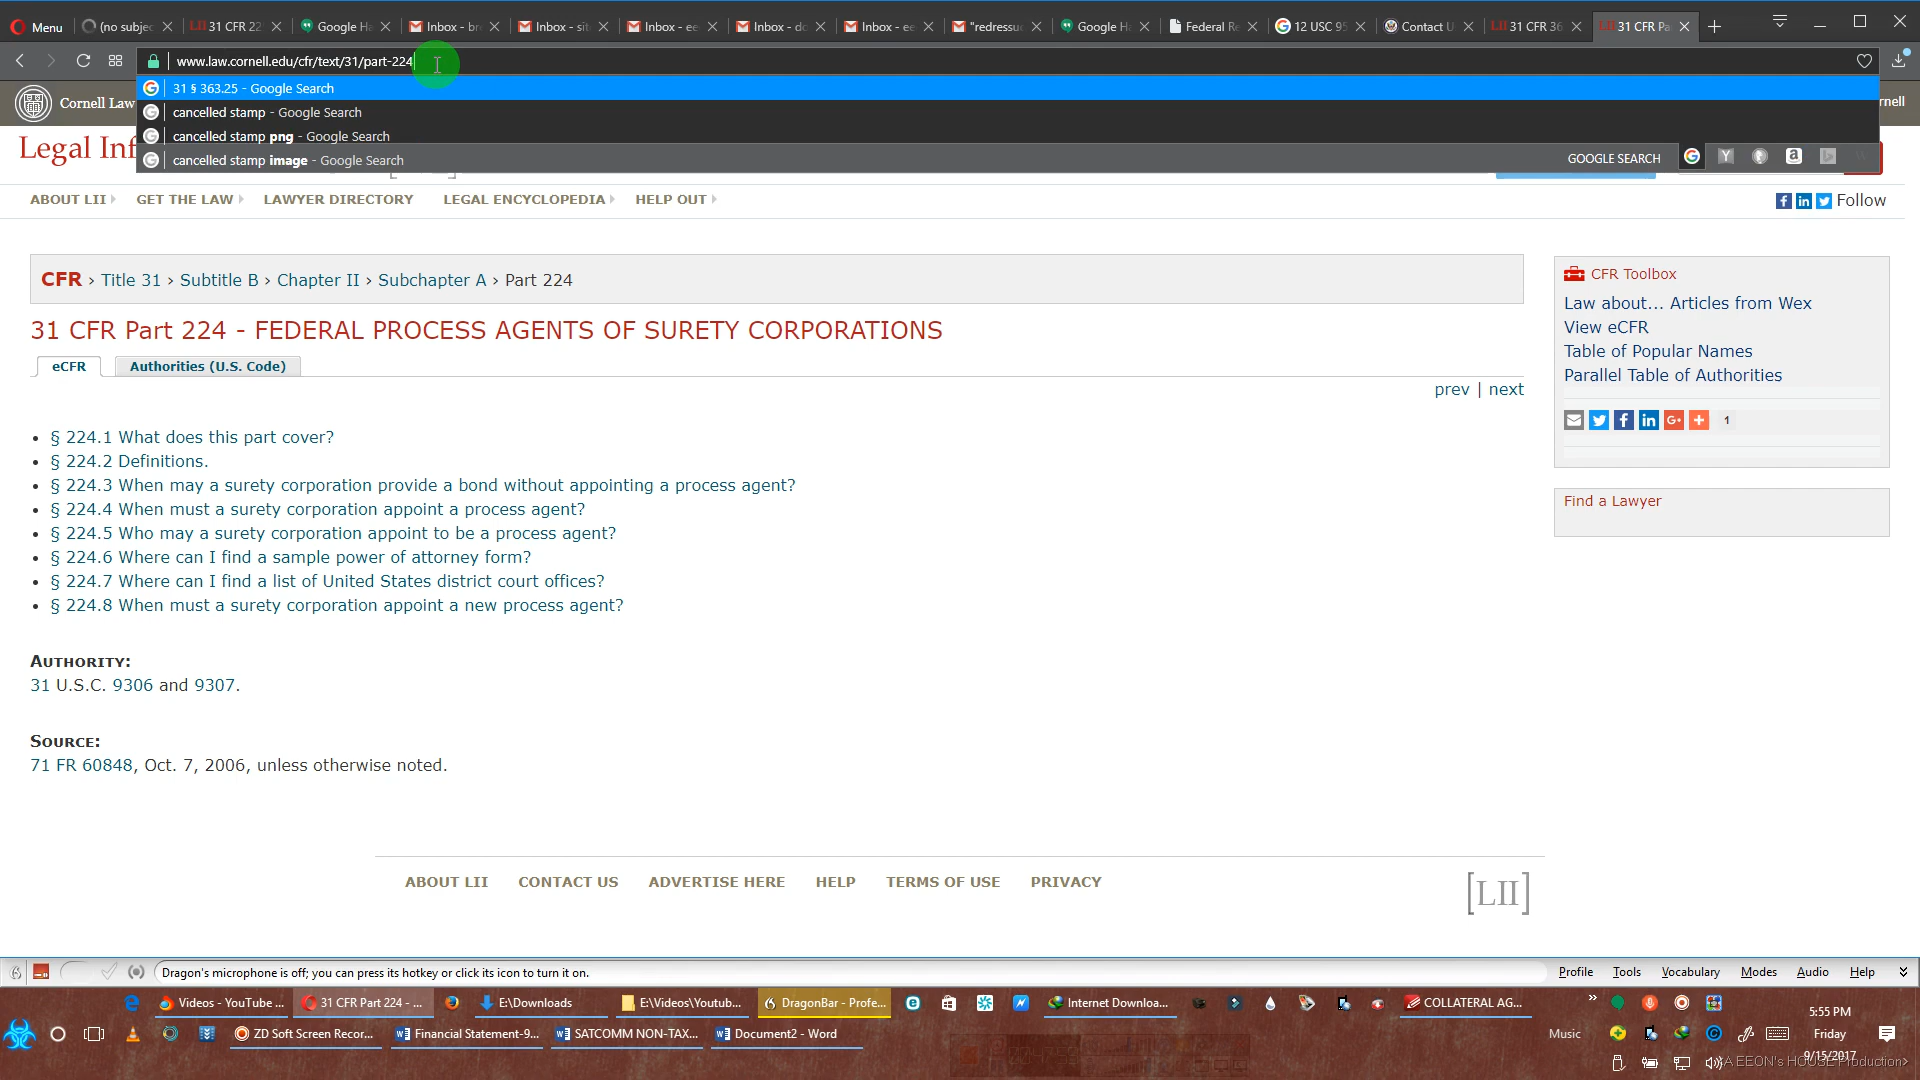 Menu
(no subjec
31 CFR 22
Google Ha
Inbox - bre
Inbox - sit
Inbox - ee
Inbox - do
Inbox - ee
"redressuc
Google Ha
Federal Re
12 USC 95
Contact U
31 CFR 36
31 CFR Pa
www.law.cornell.edu/cfr/text/31/part-224
31 § 363.25 - Google Search
cancelled stamp - Google Search
cancelled stamp png - Google Search
cancelled stamp image - Google Search
GOOGLE SEARCH
Cornell Law
rnell
Legal Inf
ABOUT LII
GET THE LAW
LAWYER DIRECTORY
LEGAL ENCYCLOPEDIA
HELP OUT
Follow
CFR › Title 31 › Subtitle B › Chapter II › Subchapter A › Part 224
31 CFR Part 224 - FEDERAL PROCESS AGENTS OF SURETY CORPORATIONS
eCFR
Authorities (U.S. Code)
prev | next
• § 224.1 What does this part cover?
• § 224.2 Definitions.
• § 224.3 When may a surety corporation provide a bond without appointing a process agent?
• § 224.4 When must a surety corporation appoint a process agent?
• § 224.5 Who may a surety corporation appoint to be a process agent?
• § 224.6 Where can I find a sample power of attorney form?
• § 224.7 Where can I find a list of United States district court offices?
• § 224.8 When must a surety corporation appoint a new process agent?
AUTHORITY:
31 U.S.C. 9306 and 9307.
SOURCE:
71 FR 60848, Oct. 7, 2006, unless otherwise noted.
CFR Toolbox
Law about... Articles from Wex
View eCFR
Table of Popular Names
Parallel Table of Authorities
1
Find a Lawyer
ABOUT LII
CONTACT US
ADVERTISE HERE
HELP
TERMS OF USE
PRIVACY
[LII]
Dragon's microphone is off; you can press its hotkey or click its icon to turn it on.
Profile
Tools
Vocabulary
Modes
Audio
Help
Videos - YouTube ...
31 CFR Part 224 - ...
E:\Downloads
E:\Videos\Youtub...
DragonBar - Profe...
Internet Downloa...
COLLATERAL AG...
ZD Soft Screen Recor...
Financial Statement-9...
SATCOMM NON-TAX...
Document2 - Word
Music
5:55 PM
Friday
9/15/2017
A EEON's HOUSE Production>